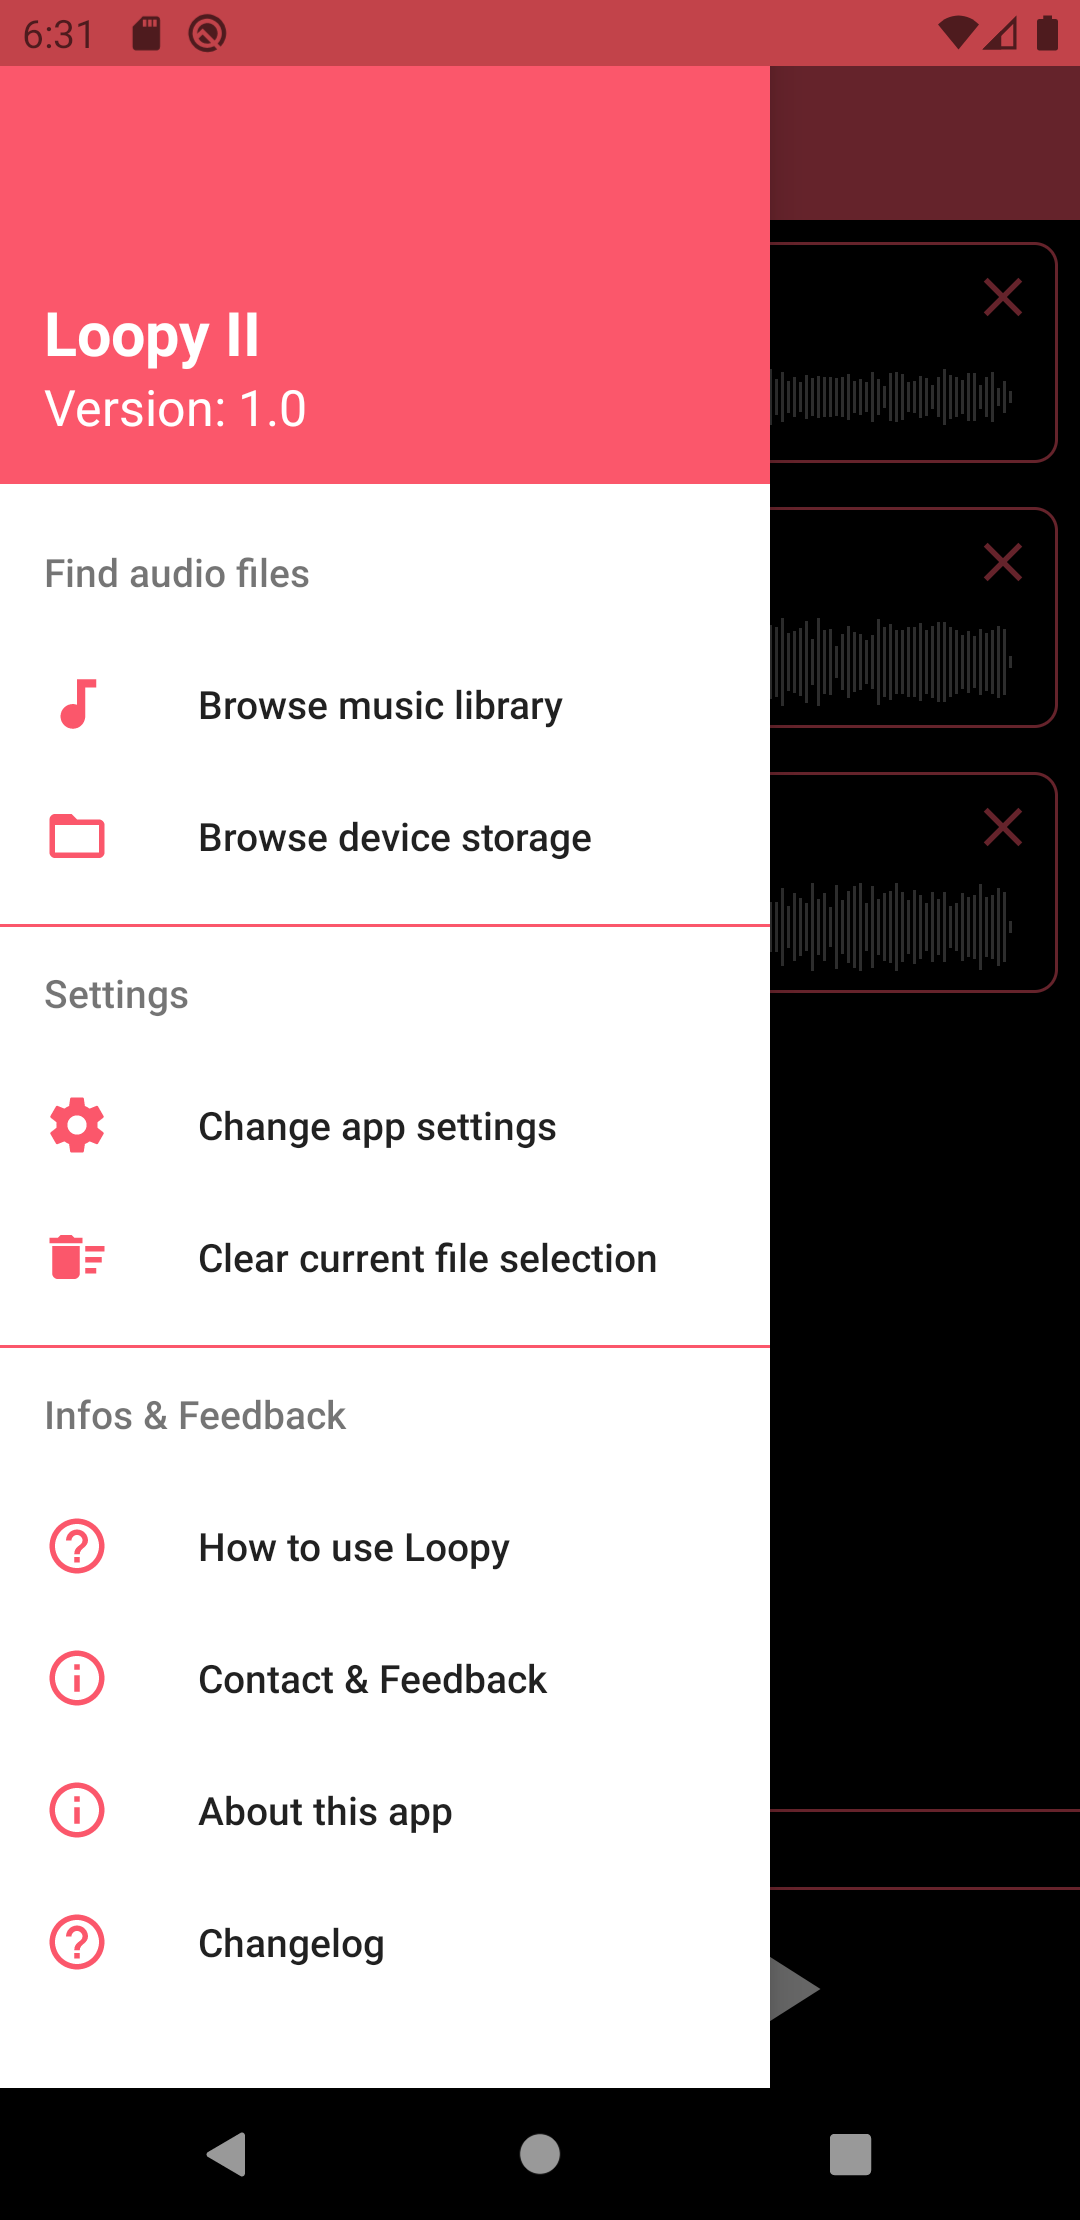 6:31
Loopy II
Version: 1.0
Find audio files
Browse music library
Browse device storage
Settings
Change app settings
Clear current file selection
Infos & Feedback
How to use Loopy
Contact & Feedback
About this app
Changelog